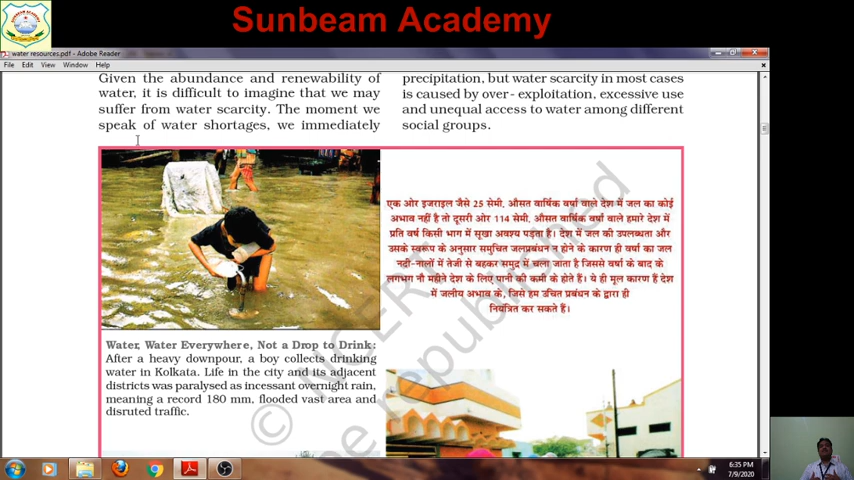 Sunbeam Academy
water resources.pdf - Adobe Reader
File Edit View Window Help
Given the abundance and renewability of
water, it is difficult to imagine that we may
suffer from water scarcity. The moment we
speak of water shortages, we immediately
precipitation, but water scarcity in most cases
is caused by over - exploitation, excessive use
and unequal access to water among different
social groups.
एक ओर इजराइल जैसे 25 सेमी. औसत वार्षिक वर्षा वाले देश में जल का कोई
अभाव नहीं है तो दूसरी ओर 114 सेमी. औसत वार्षिक वर्षा वाले हमारे देश में
प्रति वर्ष किसी भाग में सूखा अवश्य पड़ता है। देश में जल की उपलब्धता और
उसके स्वरूप के अनुसार समुचित जलप्रबंधन न होने के कारण ही वर्षा का जल
नदी-नालों में तेजी से बहकर समुद्र में चला जाता है जिससे वर्षा के बाद के
लगभग नौ महीने देश के लिए पानी की कमी के होते हैं। ये ही मूल कारण हैं देश
में जलीय अभाव के, जिसे हम उचित प्रबंधन के द्वारा ही
नियंत्रित कर सकते हैं।
Water, Water Everywhere, Not a Drop to Drink:
After a heavy downpour, a boy collects drinking
water in Kolkata. Life in the city and its adjacent
districts was paralysed as incessant overnight rain,
meaning a record 180 mm, flooded vast area and
disruted traffic.
© NCERT
be republished
6:35 PM
7/9/2020